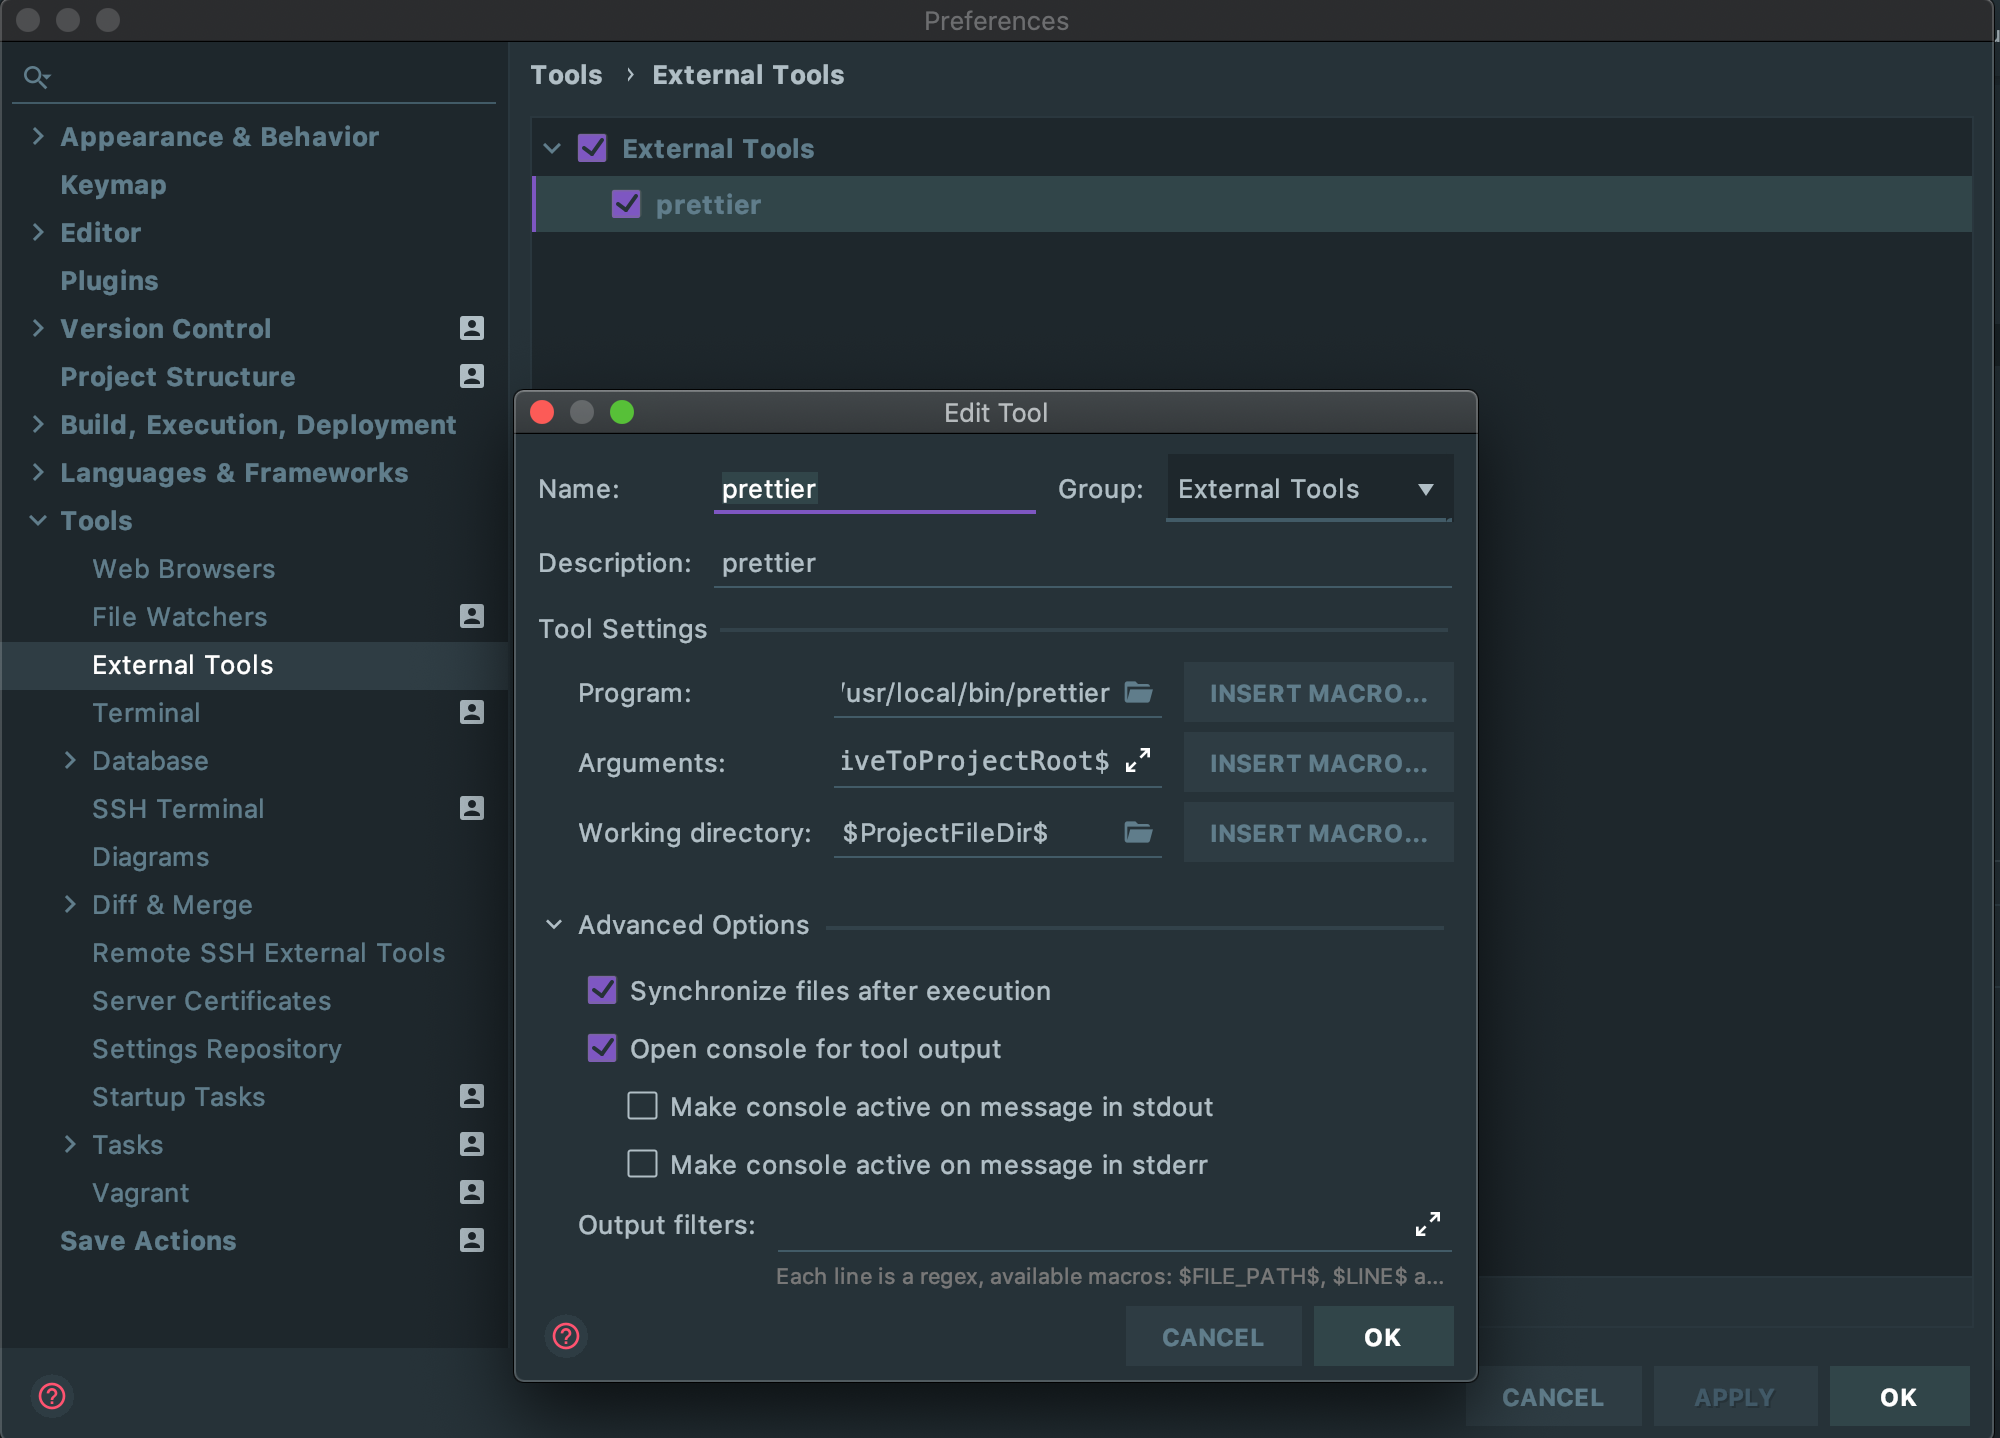 Preferences
Tools › External Tools
Appearance & Behavior
Keymap
Editor
Plugins
Version Control
Project Structure
Build, Execution, Deployment
Languages & Frameworks
Tools
Web Browsers
File Watchers
External Tools
Terminal
Database
SSH Terminal
Diagrams
Diff & Merge
Remote SSH External Tools
Server Certificates
Settings Repository
Startup Tasks
Tasks
Vagrant
Save Actions
External Tools
prettier
Edit Tool
Name: prettier Group: External Tools
Description: prettier
Tool Settings
Program: /usr/local/bin/prettier INSERT MACRO...
Arguments: iveToProjectRoot$ INSERT MACRO...
Working directory: $ProjectFileDir$ INSERT MACRO...
Advanced Options
Synchronize files after execution
Open console for tool output
Make console active on message in stdout
Make console active on message in stderr
Output filters:
Each line is a regex, available macros: $FILE_PATH$, $LINE$ a...
? CANCEL OK
? CANCEL APPLY OK